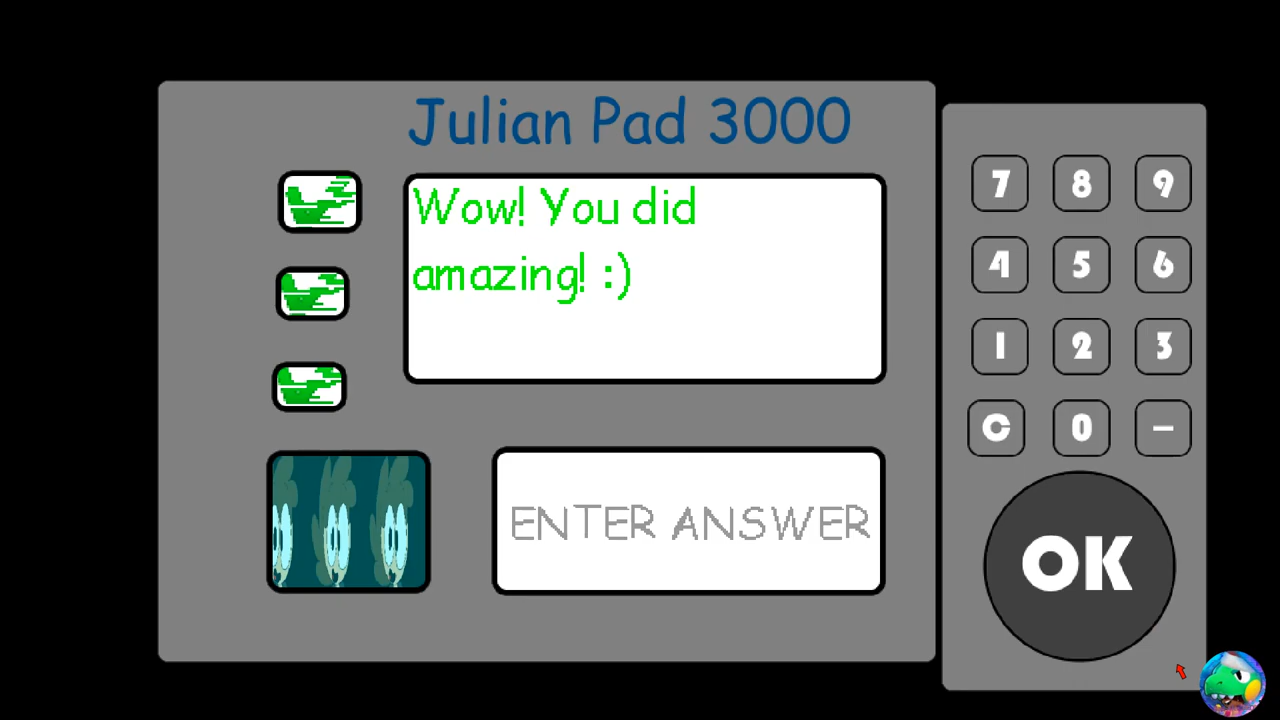 Julian Pad 3000
Wow! You did
amazing! :)
ENTER ANSWER
7 8 9
4 5 6
1 2 3
C 0 –
OK